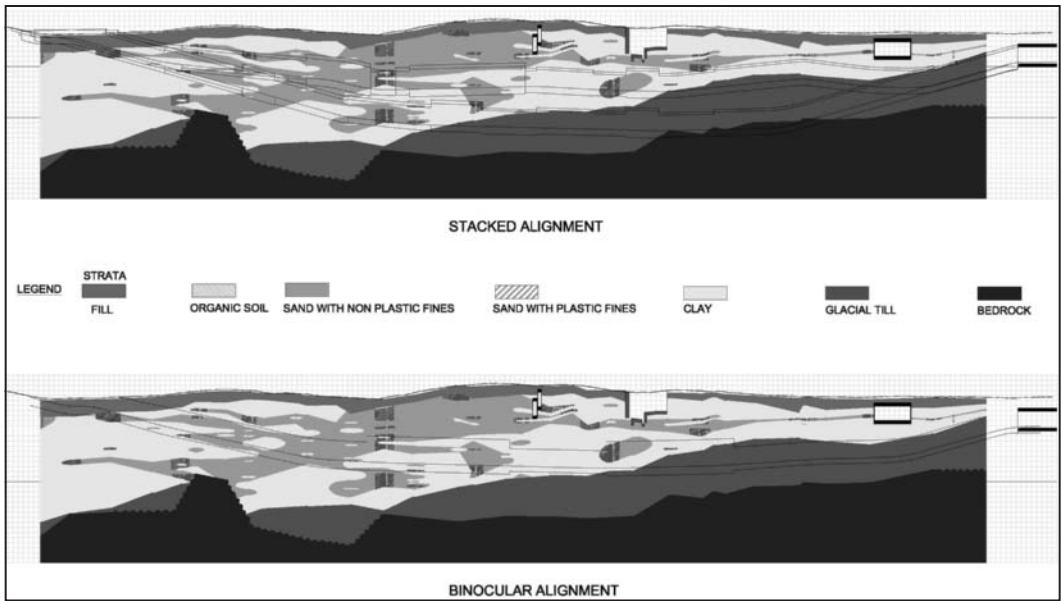 STACKED ALIGNMENT
STRATA
LEGEND
FILL
ORGANIC SOIL
SAND WITH NON PLASTIC FINES
SAND WITH PLASTIC FINES
CLAY
GLACIAL TILL
BEDROCK
BINOCULAR ALIGNMENT